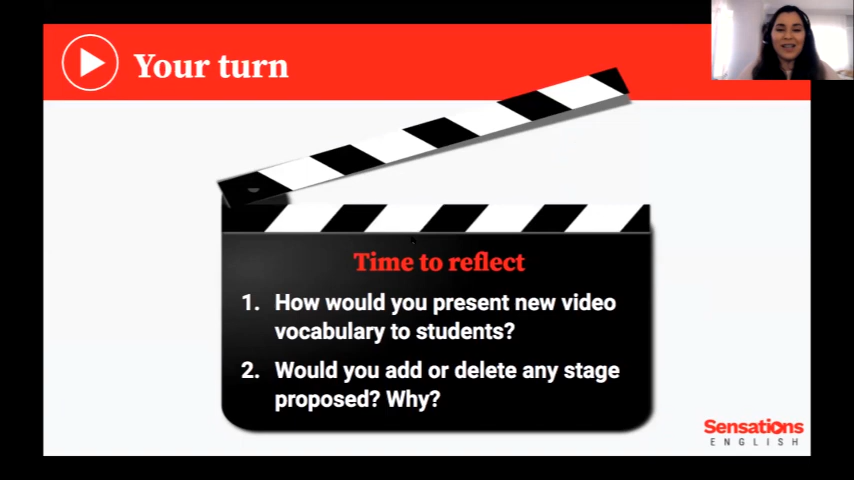 Your turn
Time to reflect
1. How would you present new video
vocabulary to students?
2. Would you add or delete any stage
proposed? Why?
Sensations
ENGLISH